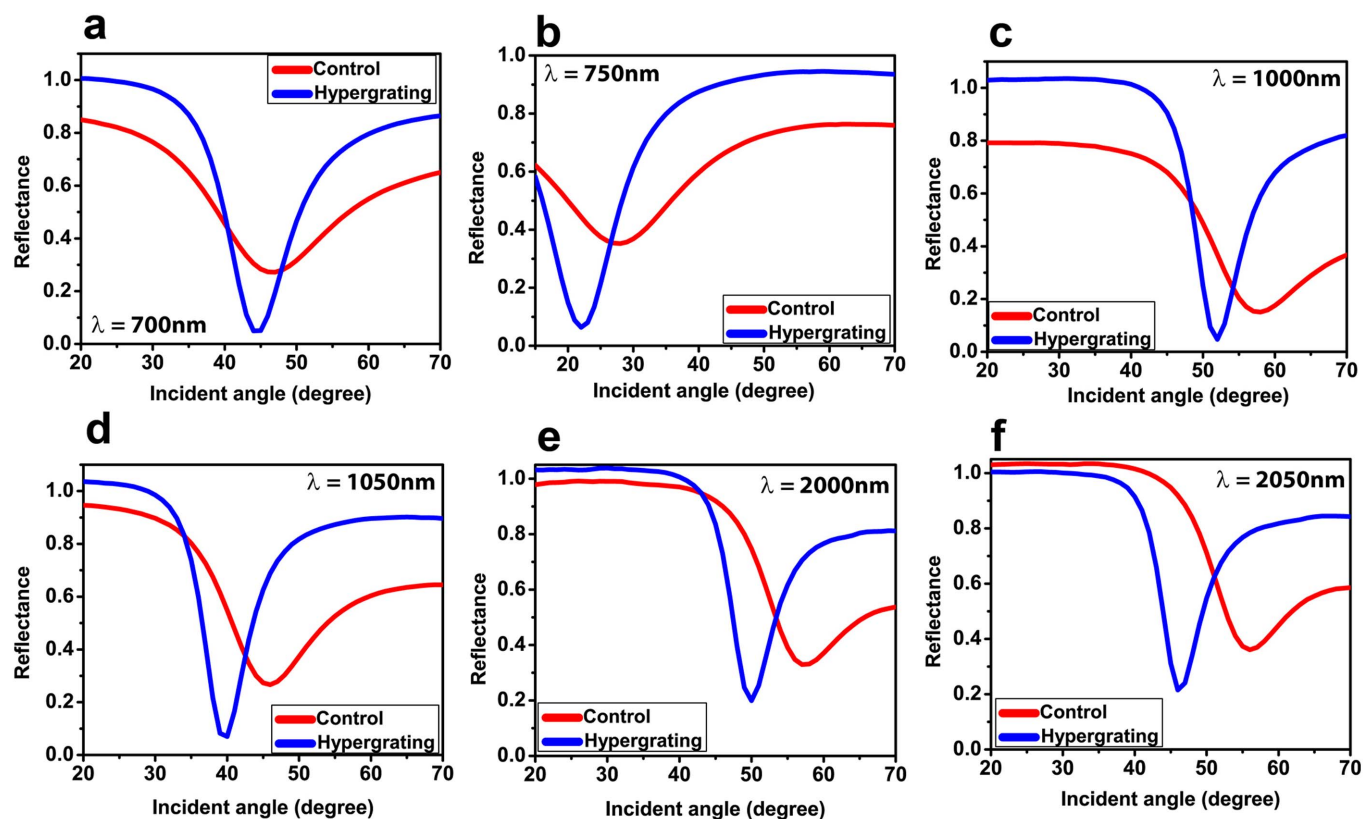 a
Control
Hypergrating
λ = 700nm
Reflectance
1.0
0.8
0.6
0.4
0.2
0.0
20 30 40 50 60 70
Incident angle (degree)
b
λ = 750nm
Control
Hypergrating
Reflectance
1.0
0.8
0.6
0.4
0.2
0.0
20 30 40 50 60 70
Incident angle (degree)
c
λ = 1000nm
Control
Hypergrating
Reflectance
1.0
0.8
0.6
0.4
0.2
0.0
20 30 40 50 60 70
Incident angle (degree)
d
λ = 1050nm
Control
Hypergrating
Reflectance
1.0
0.8
0.6
0.4
0.2
0.0
20 30 40 50 60 70
Incident angle (degree)
e
λ = 2000nm
Control
Hypergrating
Reflectance
1.0
0.8
0.6
0.4
0.2
0.0
20 30 40 50 60 70
Incident angle (degree)
f
λ = 2050nm
Control
Hypergrating
Reflectance
1.0
0.8
0.6
0.4
0.2
0.0
20 30 40 50 60 70
Incident angle (degree)